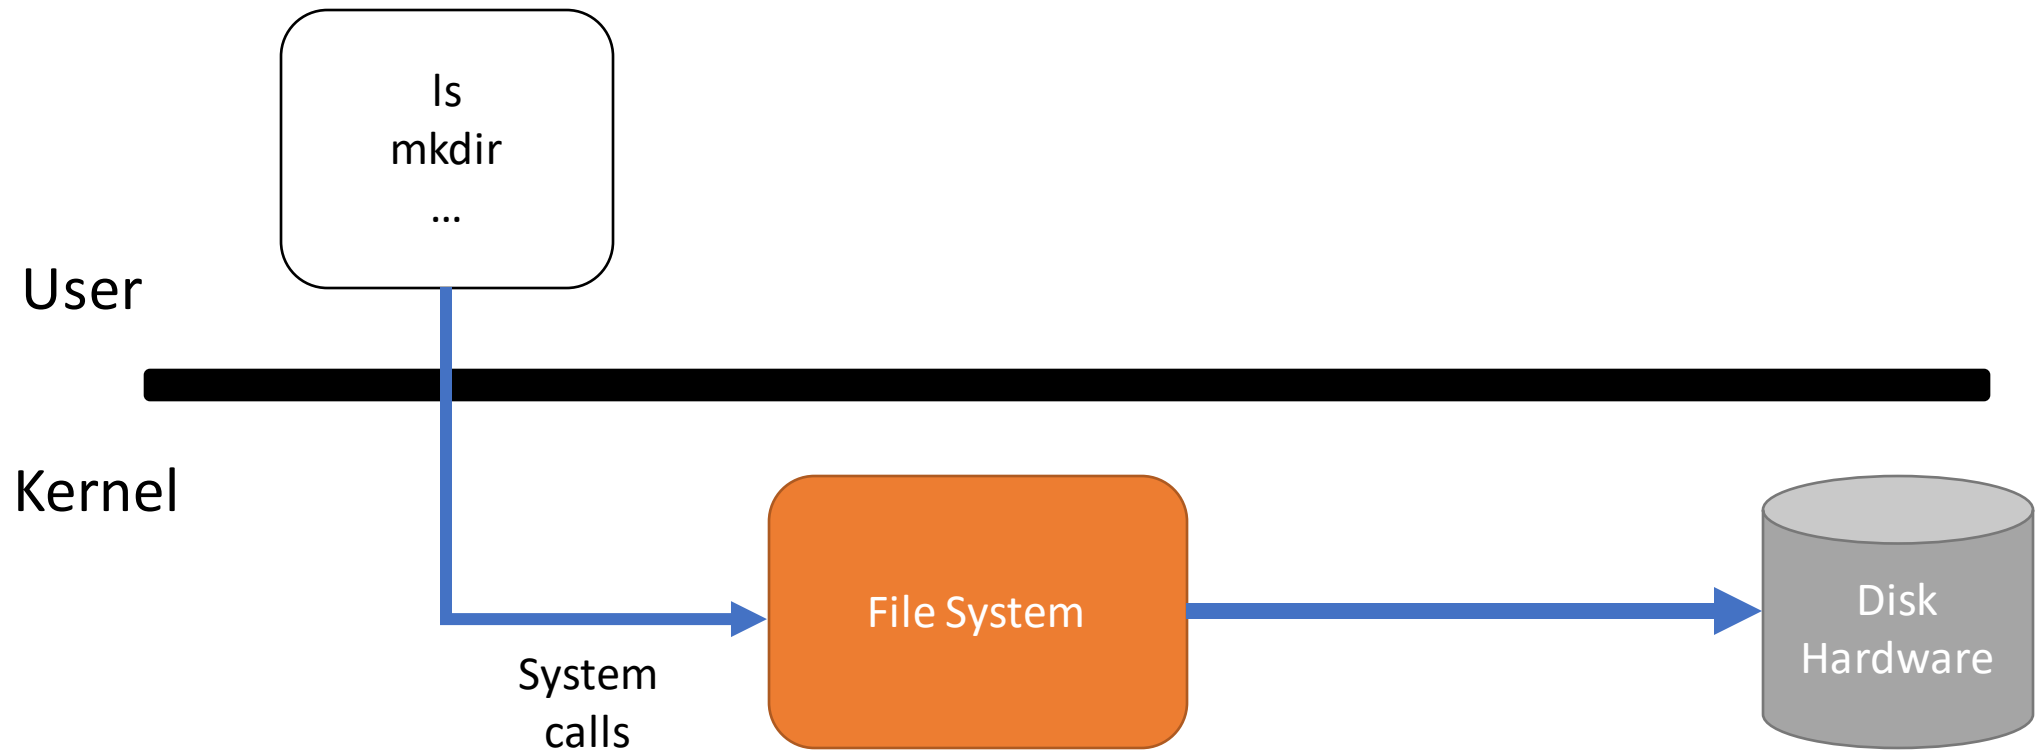 ls
mkdir
...
User
Kernel
File System
System
calls
Disk
Hardware